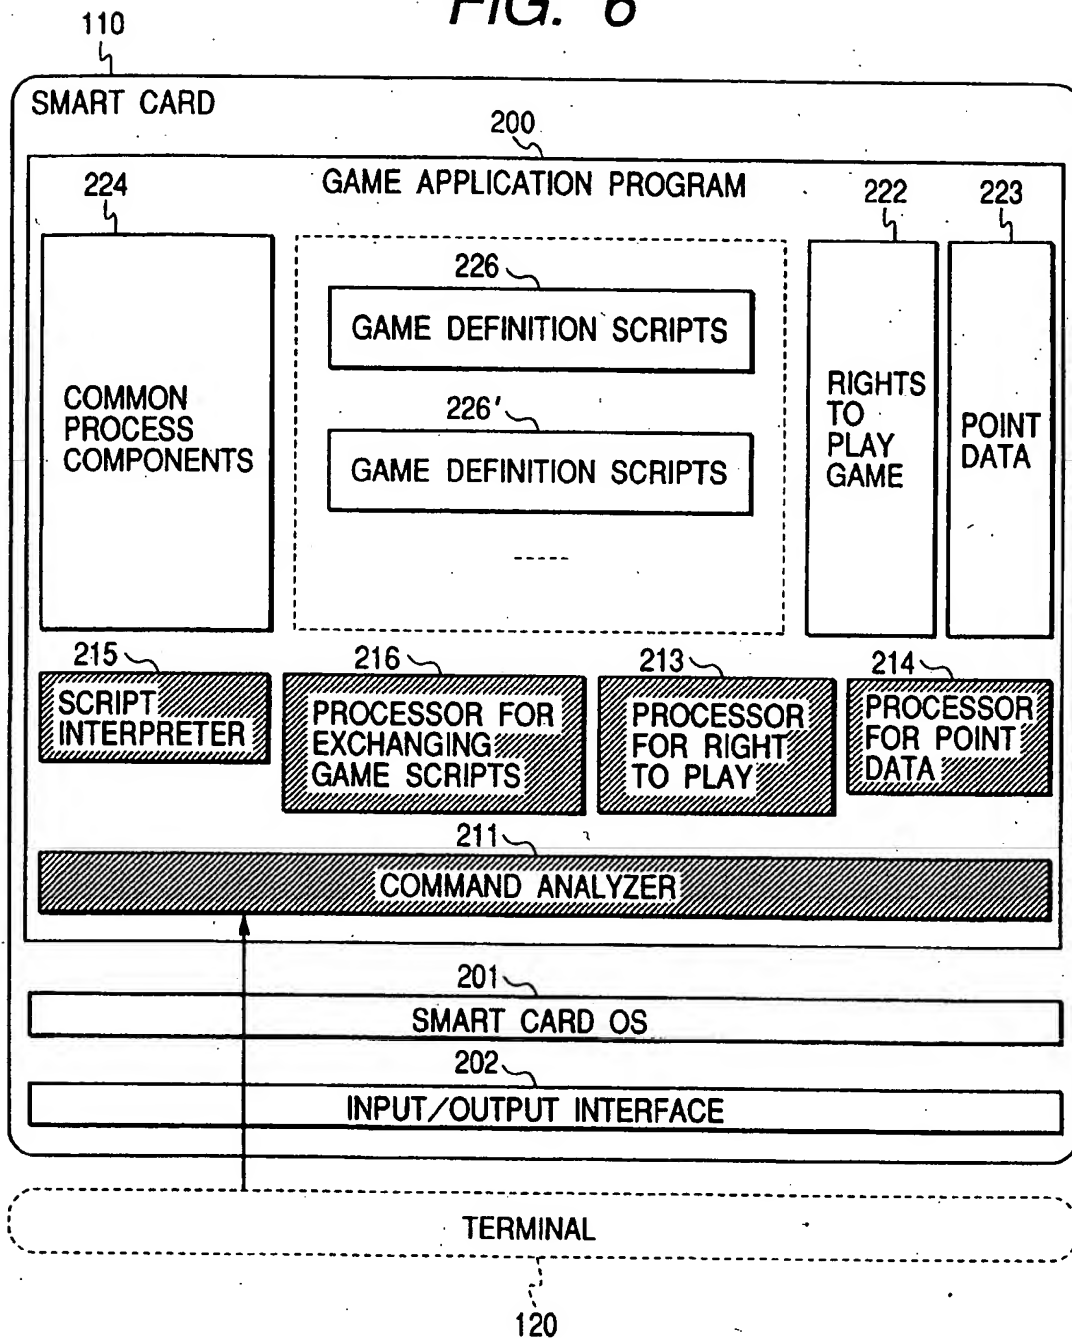 FIG. 6
110
SMART CARD
200
GAME APPLICATION PROGRAM
224
222
223
COMMON
PROCESS
COMPONENTS
226
GAME DEFINITION SCRIPTS
226'
GAME DEFINITION SCRIPTS
RIGHTS
TO
PLAY
GAME
POINT
DATA
215
SCRIPT
INTERPRETER
216
PROCESSOR FOR
EXCHANGING
GAME SCRIPTS
213
PROCESSOR
FOR RIGHT
TO PLAY
214
PROCESSOR
FOR POINT
DATA
211
COMMAND ANALYZER
201
SMART CARD OS
202
INPUT/OUTPUT INTERFACE
TERMINAL
120